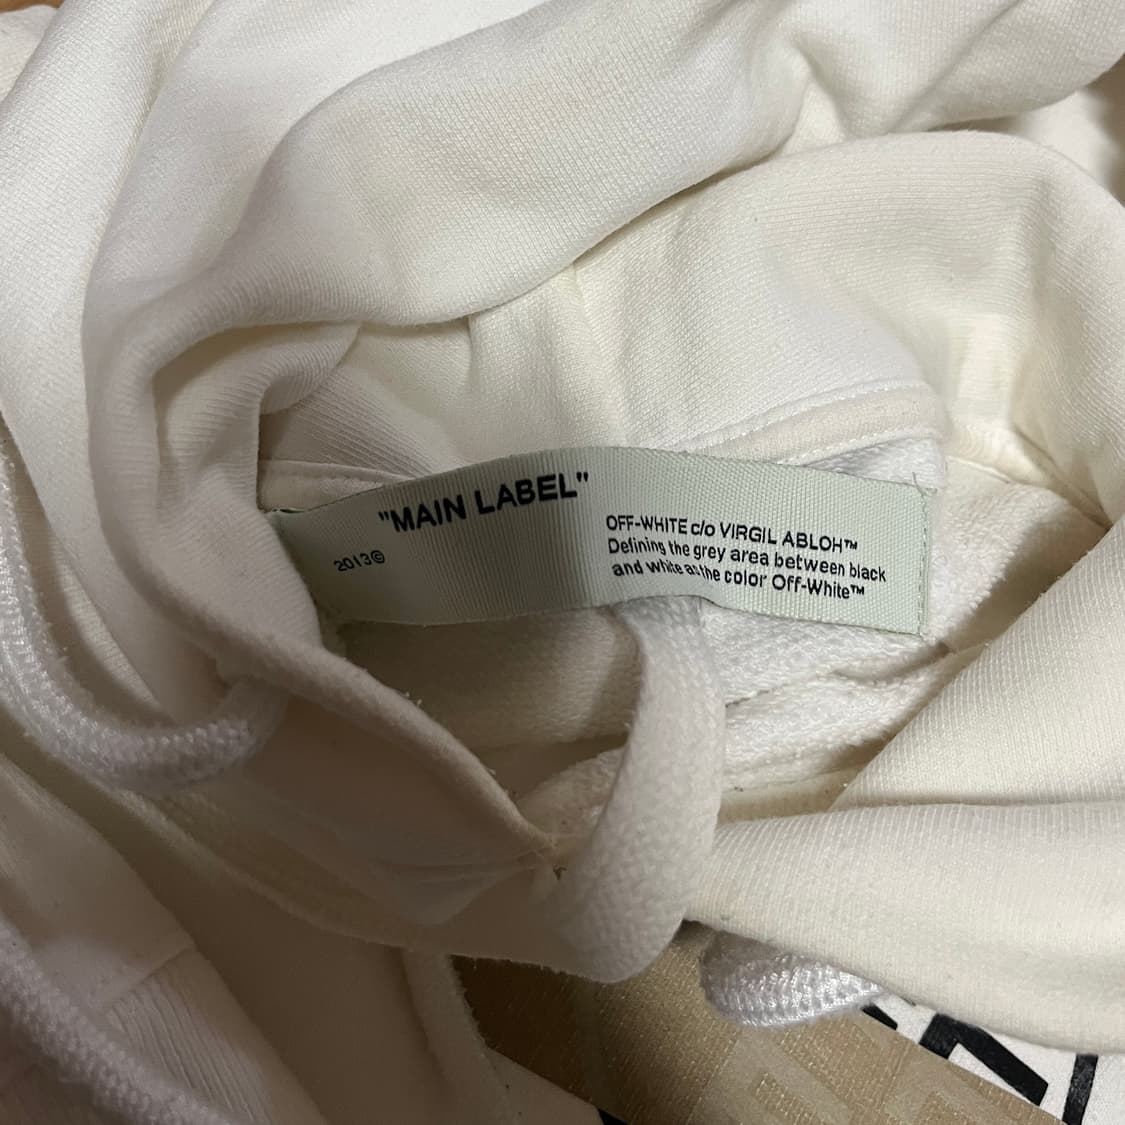 "MAIN LABEL"
2013©
OFF-WHITE c/o VIRGIL ABLOH™
Defining the grey area between black
and white as the color Off-White™